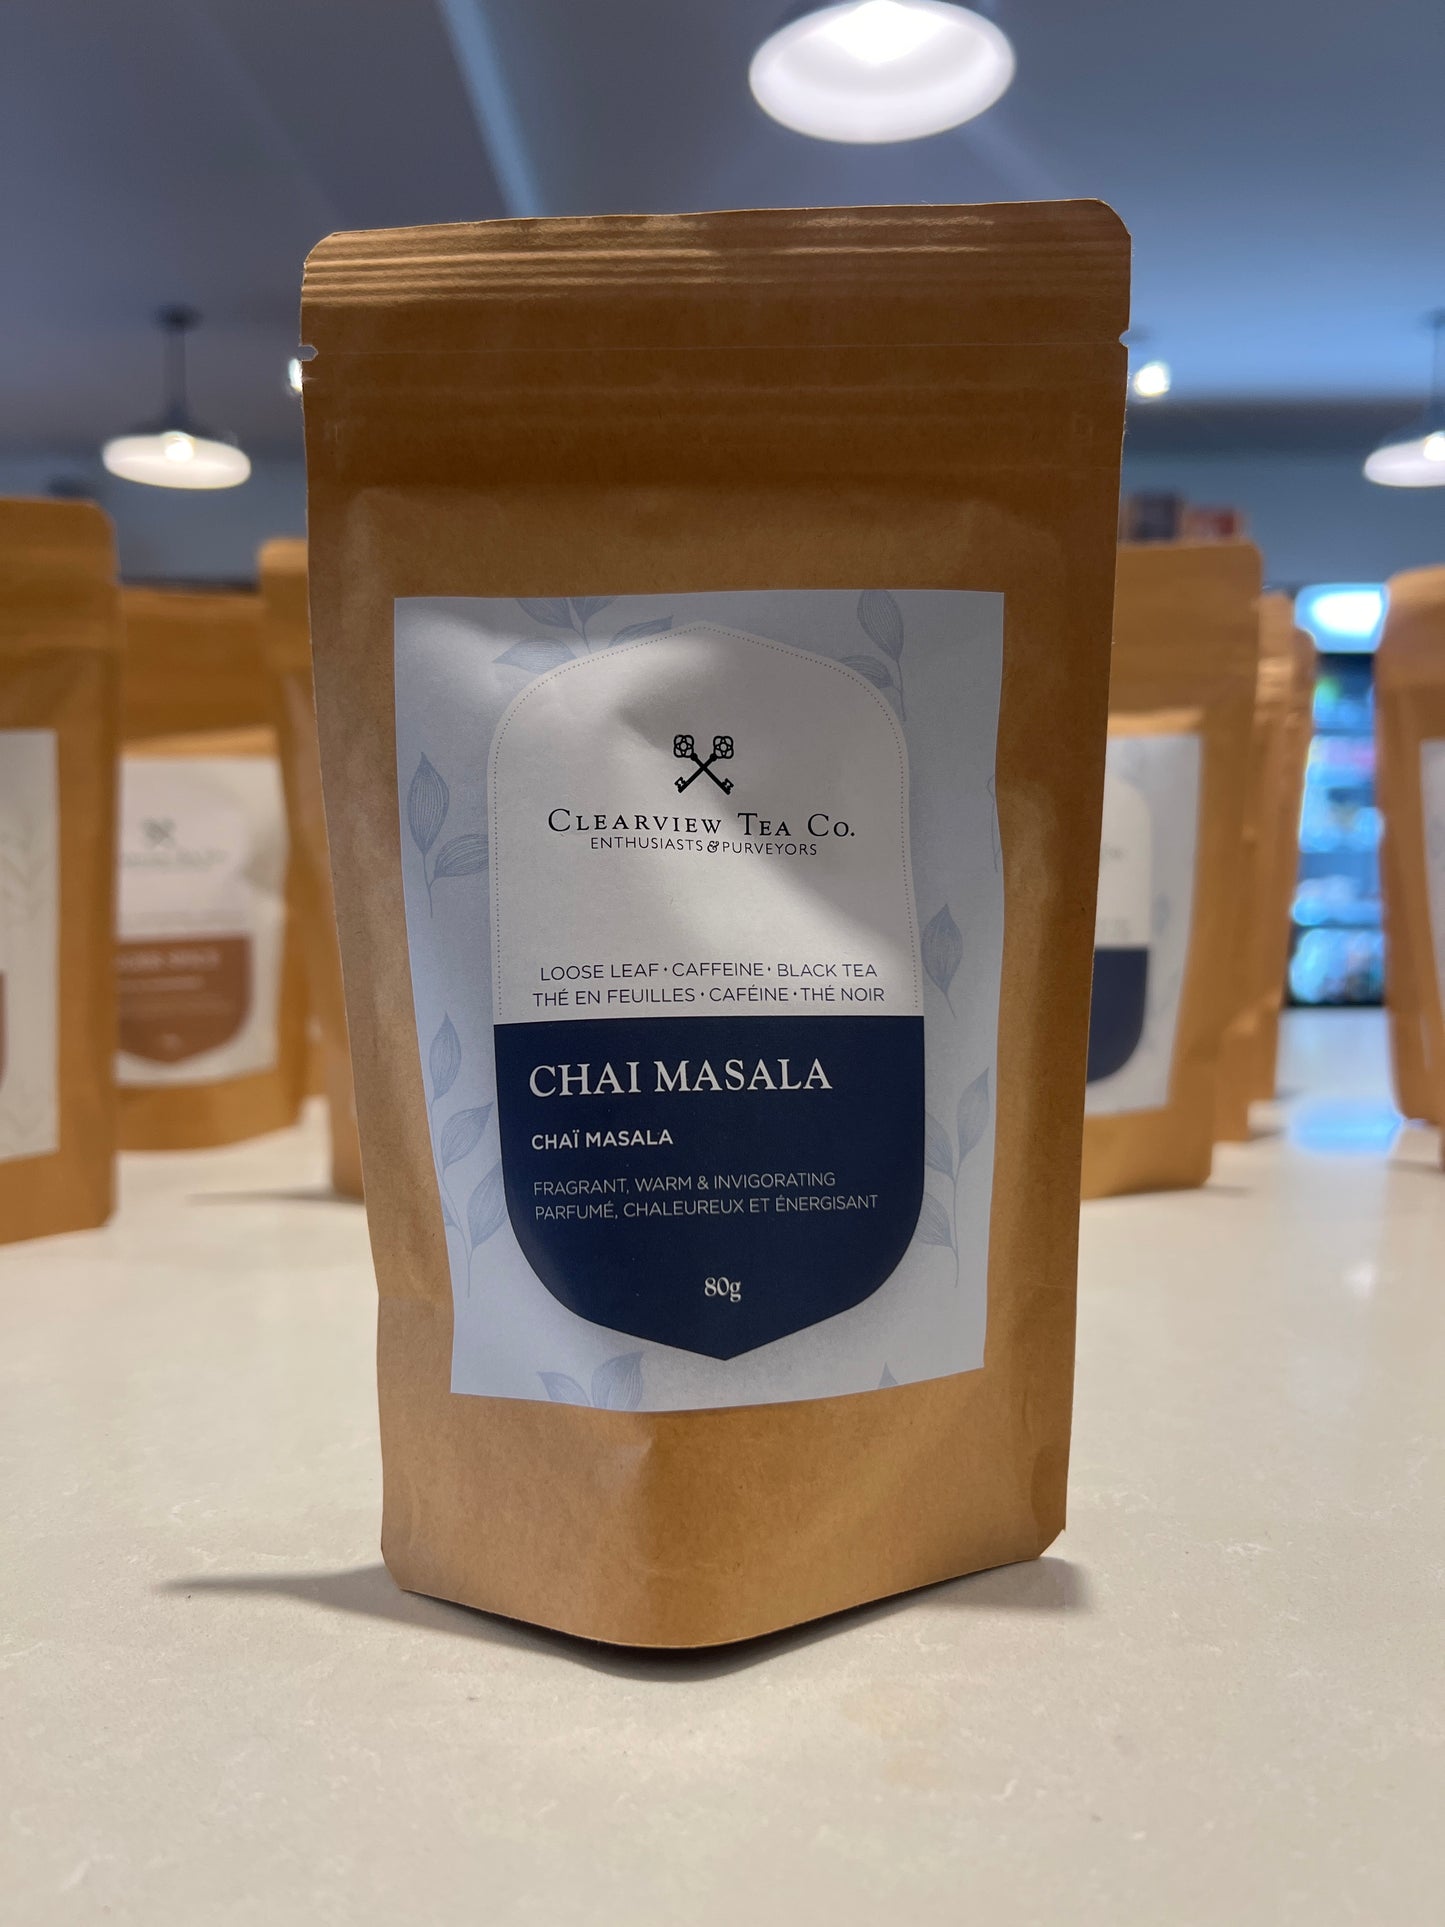 CLEARVIEW TEA CO.
ENTHUSIASTS & PURVEYORS
LOOSE LEAF · CAFFEINE · BLACK TEA
THÉ EN FEUILLES · CAFÉINE · THÉ NOIR
CHAI MASALA
CHAÏ MASALA
FRAGRANT, WARM & INVIGORATING
PARFUMÉ, CHALEUREUX ET ÉNERGISANT
80g